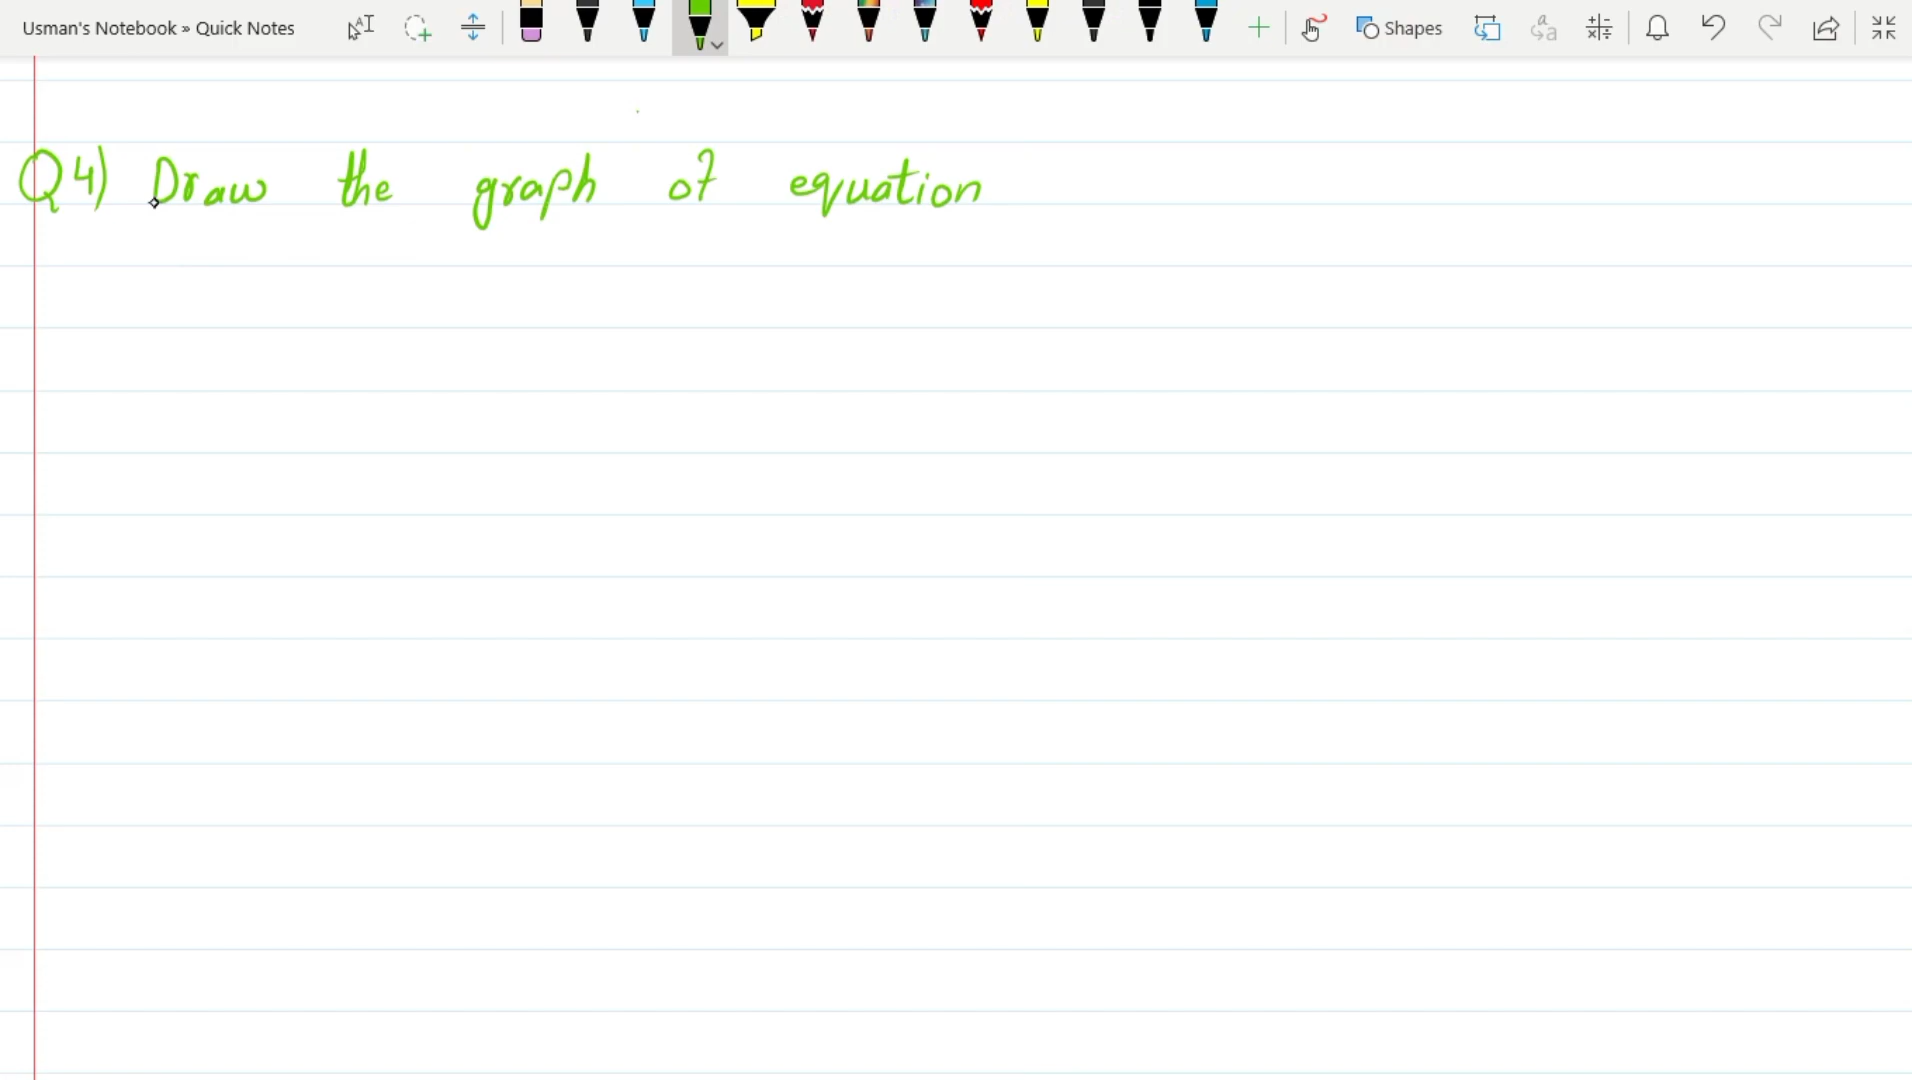 Usman's Notebook » Quick Notes
Shapes
Q4) Draw the graph of equation